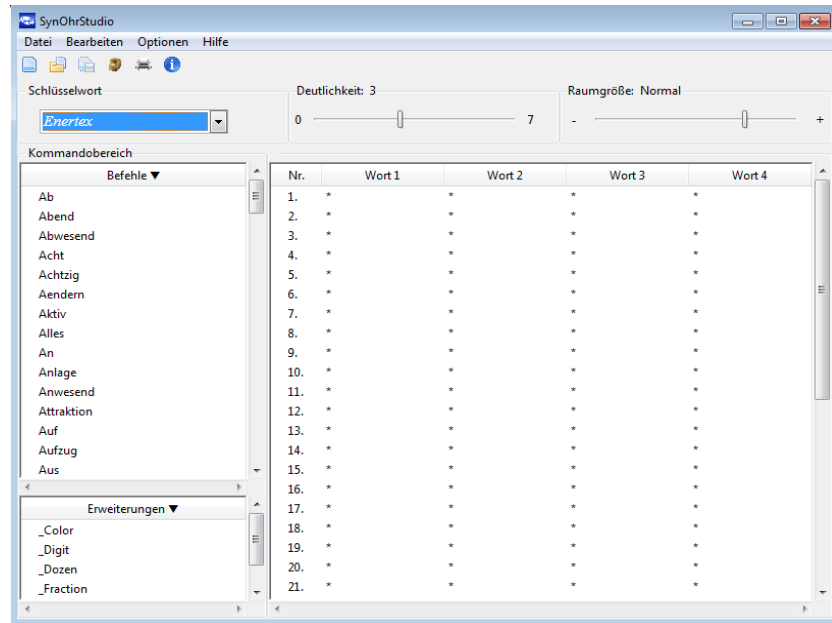 SynOhrStudio
Datei Bearbeiten Optionen Hilfe
Schlüsselwort
Enertex
Deutlichkeit: 3
0 7
Raumgröße: Normal
- +
Kommandobereich
Befehle ▼
Ab
Abend
Abwesend
Acht
Achtzig
Aendern
Aktiv
Alles
An
Anlage
Anwesend
Attraktion
Auf
Aufzug
Aus
Erweiterungen ▼
_Color
_Digit
_Dozen
_Fraction
Nr. Wort 1 Wort 2 Wort 3 Wort 4
1. * * * *
2. * * * *
3. * * * *
4. * * * *
5. * * * *
6. * * * *
7. * * * *
8. * * * *
9. * * * *
10. * * * *
11. * * * *
12. * * * *
13. * * * *
14. * * * *
15. * * * *
16. * * * *
17. * * * *
18. * * * *
19. * * * *
20. * * * *
21. * * * *